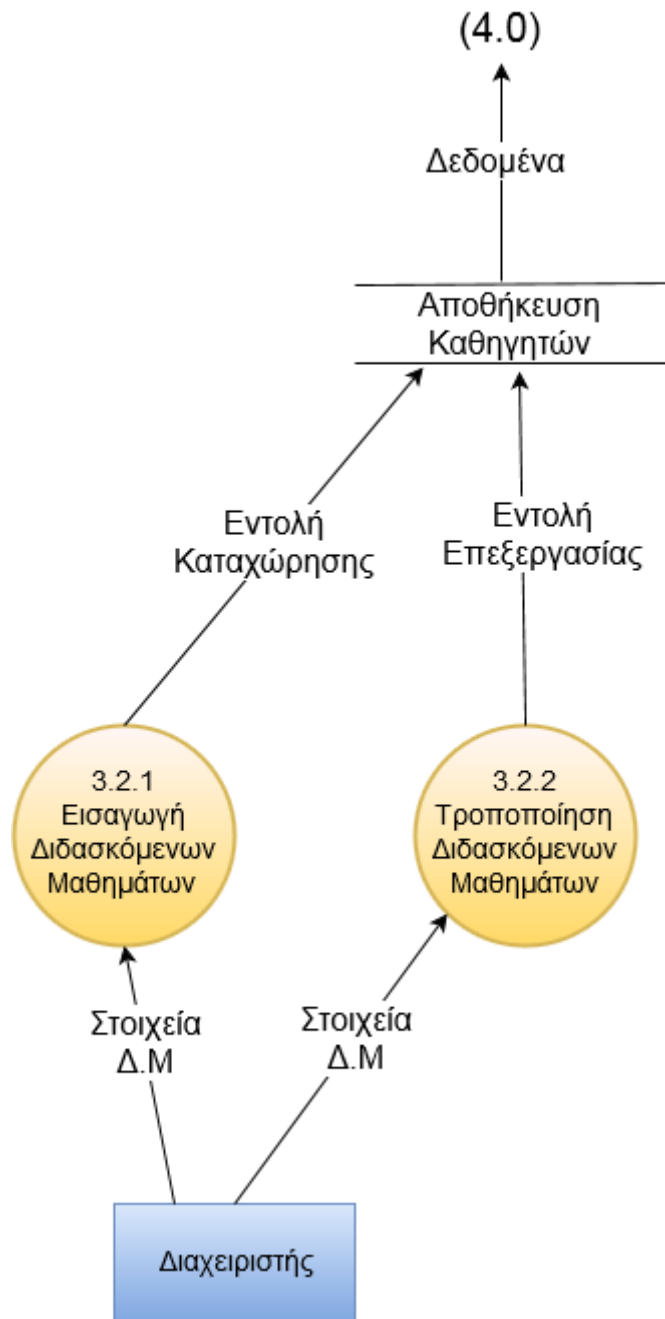 (4.0)
Δεδομένα
Αποθήκευση
Καθηγητών
Εντολή
Καταχώρησης
Εντολή
Επεξεργασίας
3.2.1
Εισαγωγή
Διδασκόμενων
Μαθημάτων
3.2.2
Τροποποίηση
Διδασκόμενων
Μαθημάτων
Στοιχεία
Δ.Μ
Στοιχεία
Δ.Μ
Διαχειριστής